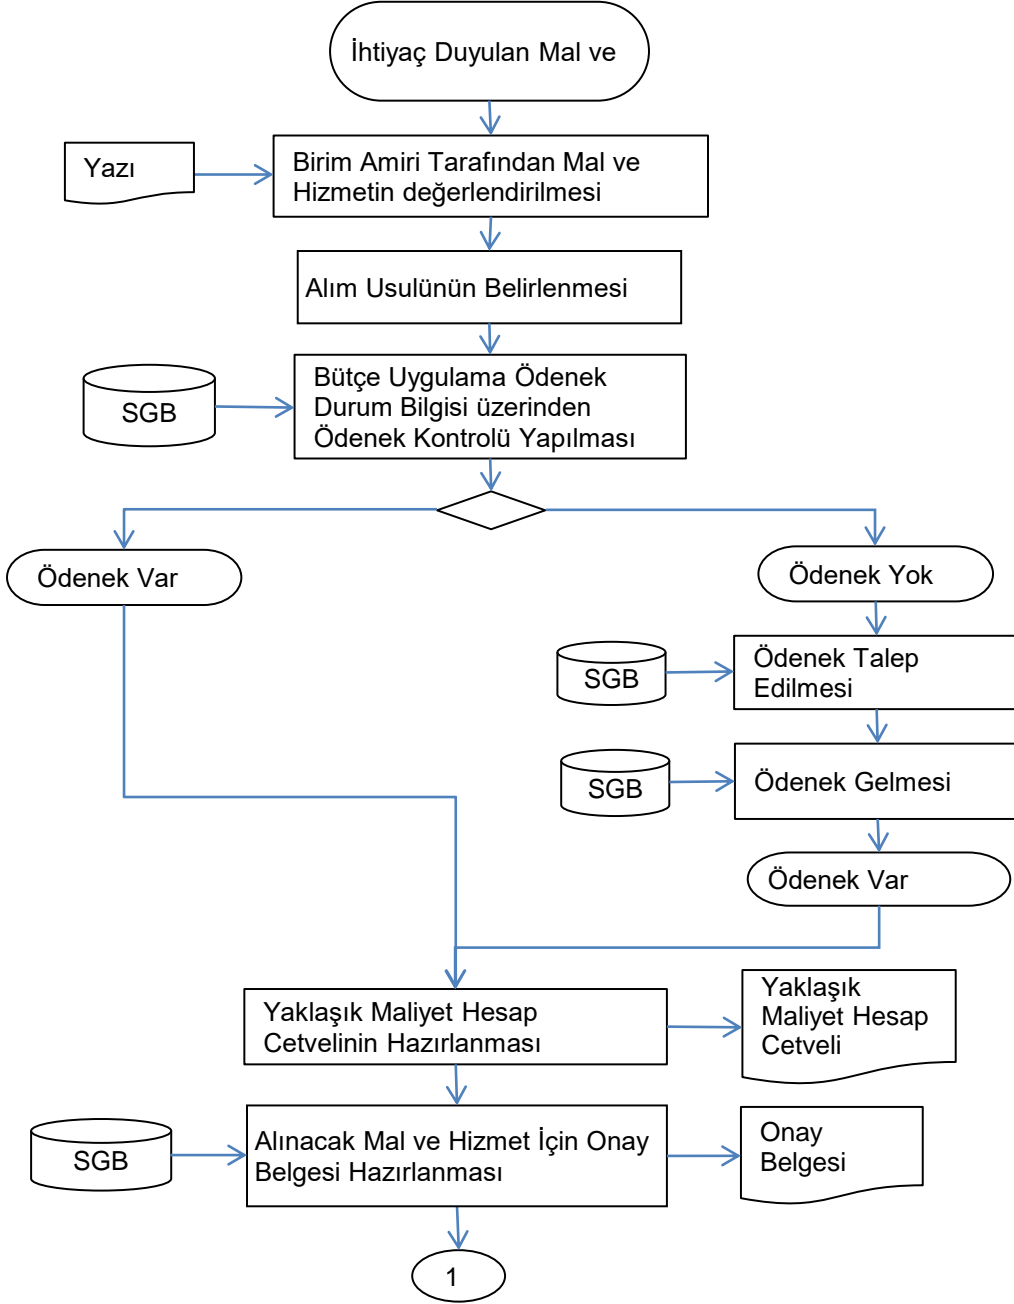 İhtiyaç Duyulan Mal ve
Yazı
Birim Amiri Tarafından Mal ve
Hizmetin değerlendirilmesi
Alım Usulünün Belirlenmesi
SGB
Bütçe Uygulama Ödenek
Durum Bilgisi üzerinden
Ödenek Kontrolü Yapılması
Ödenek Var
Ödenek Yok
SGB
Ödenek Talep
Edilmesi
SGB
Ödenek Gelmesi
Ödenek Var
Yaklaşık Maliyet Hesap
Cetvelinin Hazırlanması
Yaklaşık
Maliyet Hesap
Cetveli
SGB
Alınacak Mal ve Hizmet İçin Onay
Belgesi Hazırlanması
Onay
Belgesi
1